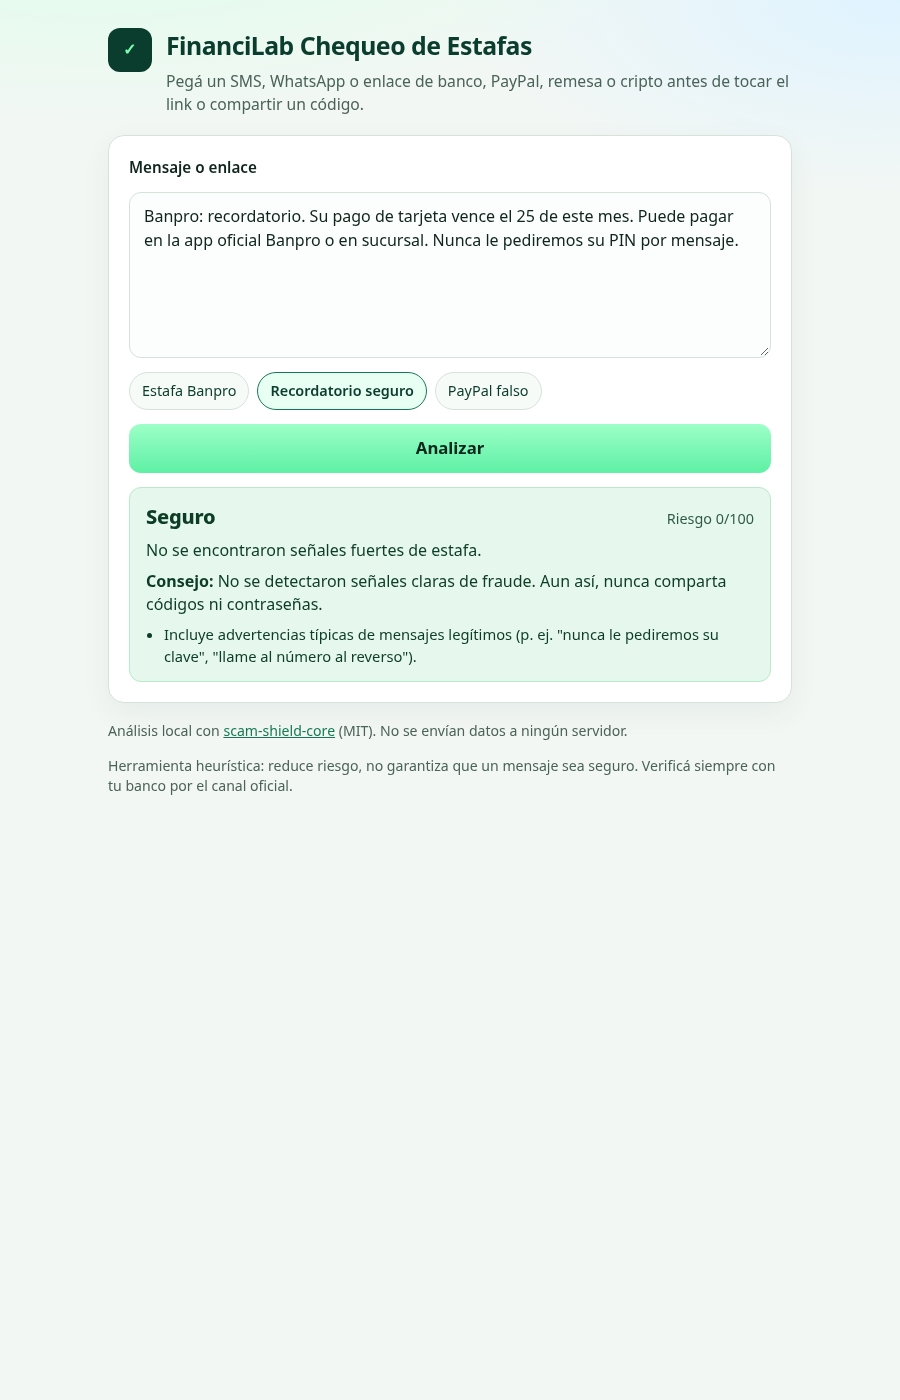 ✓
FinanciLab Chequeo de Estafas
Pegá un SMS, WhatsApp o enlace de banco, PayPal, remesa o cripto antes de tocar el
link o compartir un código.
Mensaje o enlace
Banpro: recordatorio. Su pago de tarjeta vence el 25 de este mes. Puede pagar
en la app oficial Banpro o en sucursal. Nunca le pediremos su PIN por mensaje.
Estafa Banpro Recordatorio seguro PayPal falso
Analizar
Seguro Riesgo 0/100
No se encontraron señales fuertes de estafa.
Consejo: No se detectaron señales claras de fraude. Aun así, nunca comparta
códigos ni contraseñas.
• Incluye advertencias típicas de mensajes legítimos (p. ej. "nunca le pediremos su
clave", "llame al número al reverso").
Análisis local con scam-shield-core (MIT). No se envían datos a ningún servidor.
Herramienta heurística: reduce riesgo, no garantiza que un mensaje sea seguro. Verificá siempre con
tu banco por el canal oficial.